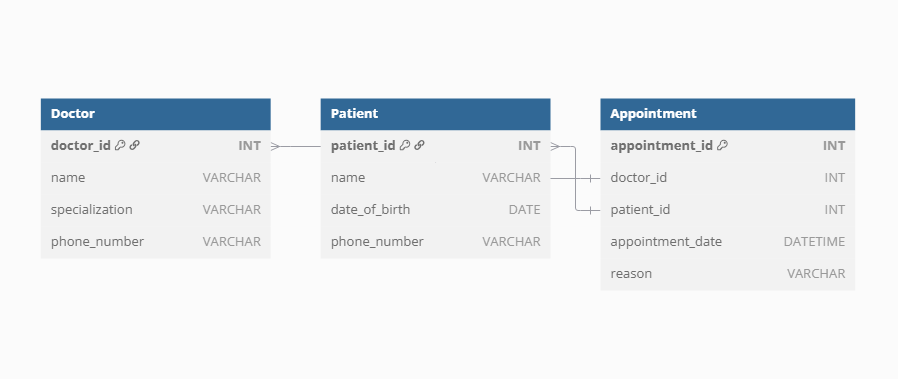 Doctor
doctor_id INT
name VARCHAR
specialization VARCHAR
phone_number VARCHAR
Patient
patient_id INT
name VARCHAR
date_of_birth DATE
phone_number VARCHAR
Appointment
appointment_id INT
doctor_id INT
patient_id INT
appointment_date DATETIME
reason VARCHAR